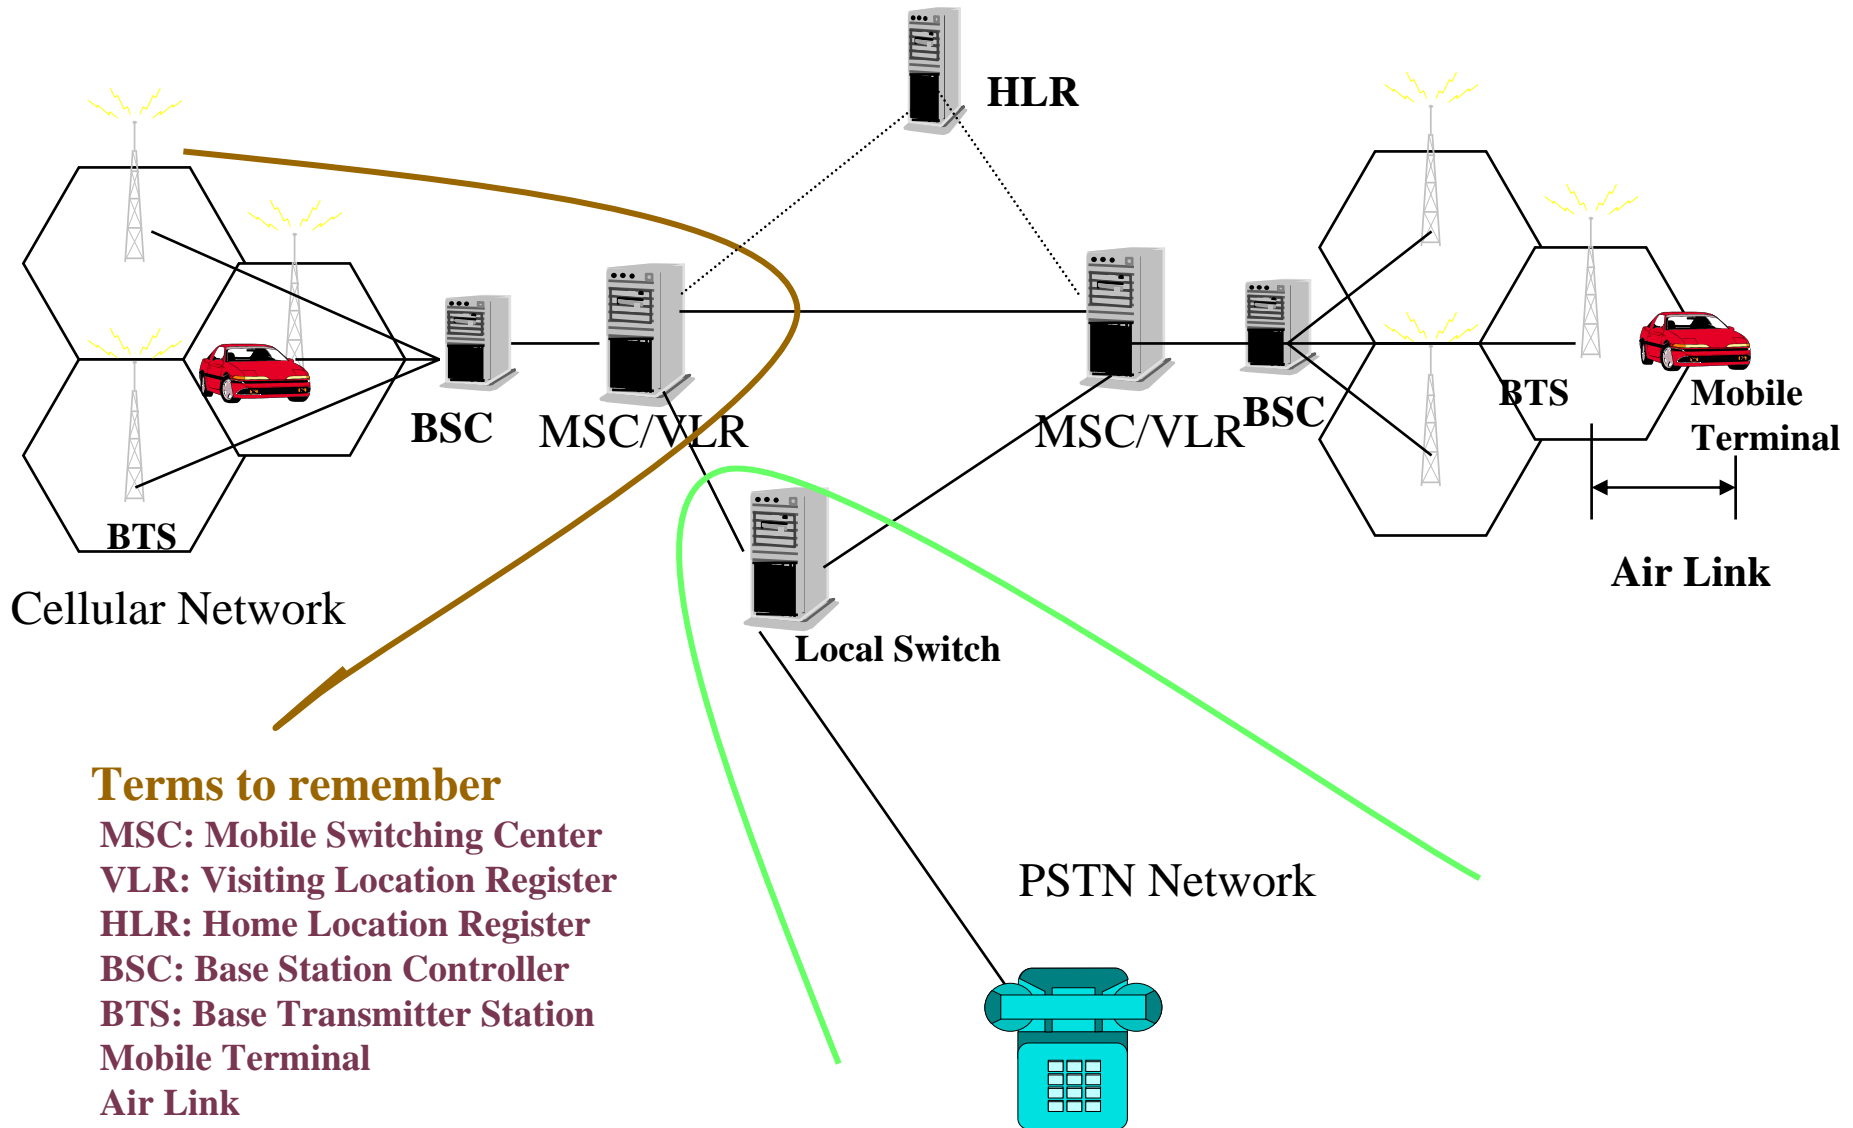 HLR
BSC
MSC/VLR
MSC/VLR
BSC
BTS
Mobile
Terminal
BTS
Air Link
Cellular Network
Local Switch
Terms to remember
MSC: Mobile Switching Center
VLR: Visiting Location Register
HLR: Home Location Register
BSC: Base Station Controller
BTS: Base Transmitter Station
Mobile Terminal
Air Link
PSTN Network